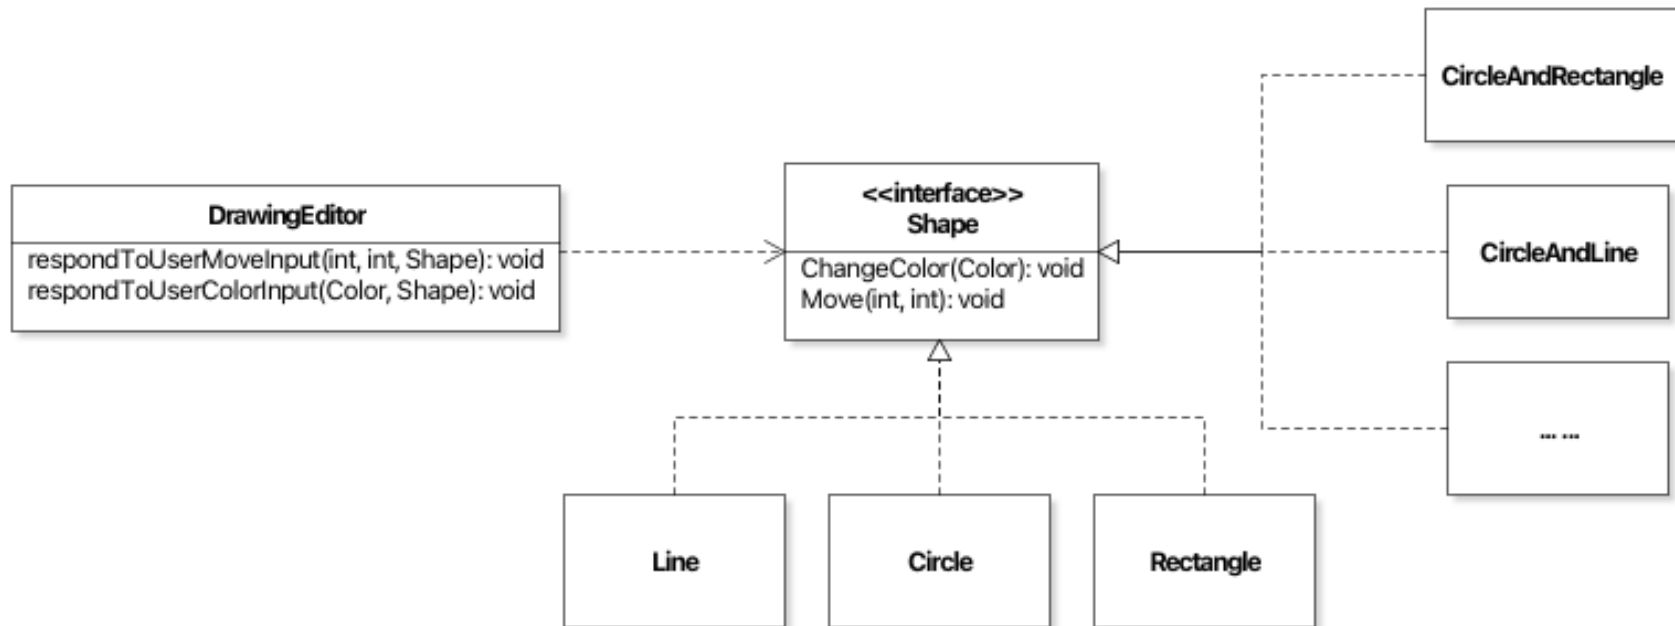 CircleAndRectangle
<<interface>>
Shape
ChangeColor(Color): void
Move(int, int): void
DrawingEditor
respondToUserMoveInput(int, int, Shape): void
respondToUserColorInput(Color, Shape): void
CircleAndLine
... ...
Line
Circle
Rectangle